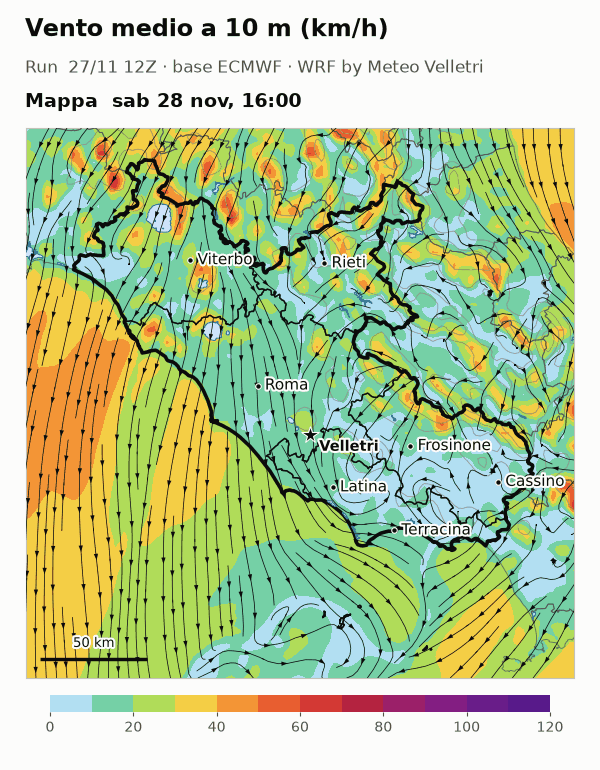 Vento medio a 10 m (km/h)
Run 27/11 12Z · base ECMWF · WRF by Meteo Velletri
Mappa sab 28 nov, 16:00
Viterbo
Rieti
Roma
Velletri
Frosinone
Cassino
Latina
Terracina
50 km
0 20 40 60 80 100 120